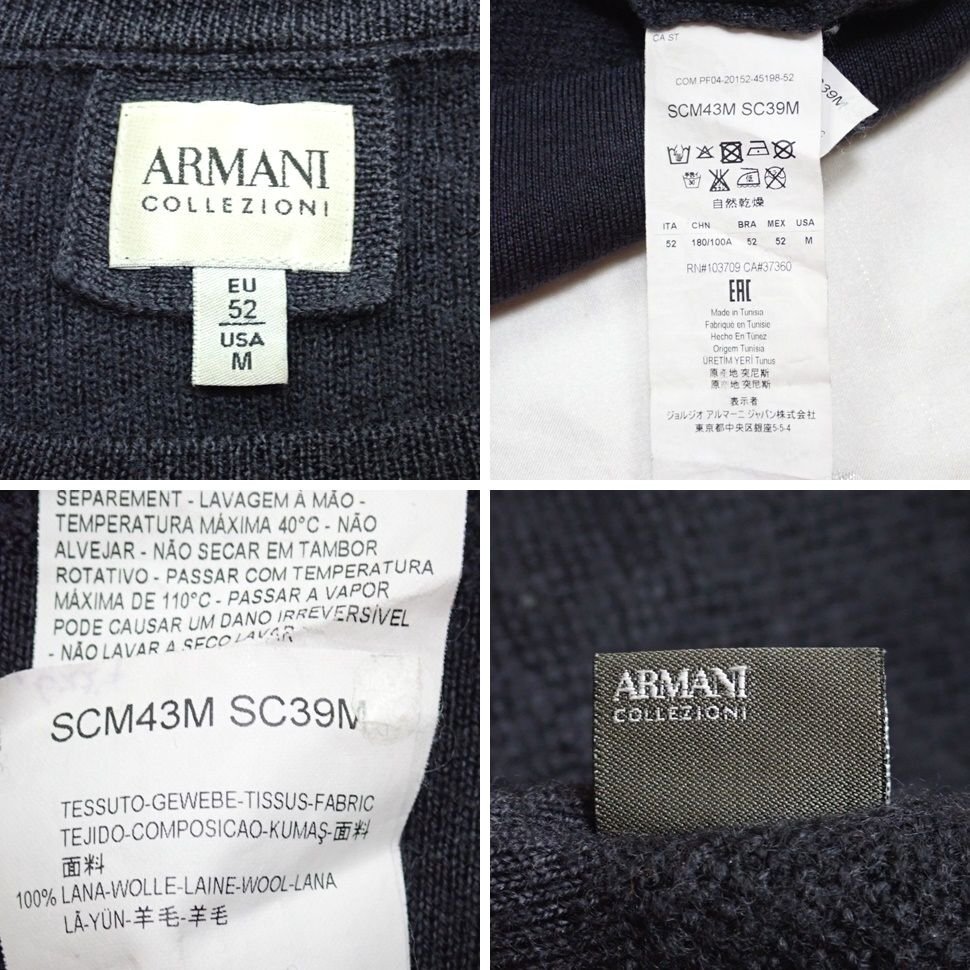 ARMANI
COLLEZIONI
EU
52
USA
M
CA ST
COM.PF04-20152-45198-52
SCM43M SC39M
39M
自然乾燥
ITA CHN BRA MEX USA
52 180/100A 52 52 M
RN#103709 CA#37360
EAC
Made in Tunisia
Fabriqué en Tunisie
Hecho En Túnez
Origem Tunísia
ÜRETİM YERİ Tunus
原产地 突尼斯
原產地 突尼斯
表示者
ジョルジオ アルマーニ ジャパン株式会社
東京都中央区銀座5-5-4
SEPAREMENT - LAVAGEM À MÃO -
TEMPERATURA MÁXIMA 40°C - NÃO
ALVEJAR - NÃO SECAR EM TAMBOR
ROTATIVO - PASSAR COM TEMPERATURA
MÁXIMA DE 110°C - PASSAR A VAPOR
PODE CAUSAR UM DANO IRREVERSÍVEL
- NÃO LAVAR A SECO LAVAR
SCM43M SC39M
TESSUTO-GEWEBE-TISSUS-FABRIC
TEJIDO-COMPOSICAO-KUMAŞ-面料
面料
100% LANA-WOLLE-LAINE-WOOL-LANA
LÃ-YÜN-羊毛-羊毛
ARMANI
COLLEZIONI